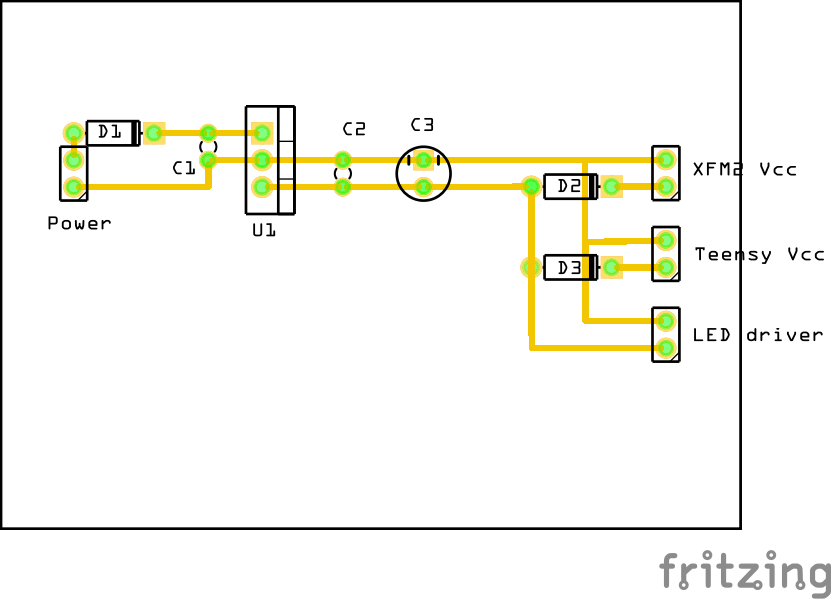 D1
C2
C3
C1
XFM2 Vcc
D2
Power
U1
Teensy Vcc
D3
LED driver
fritzing